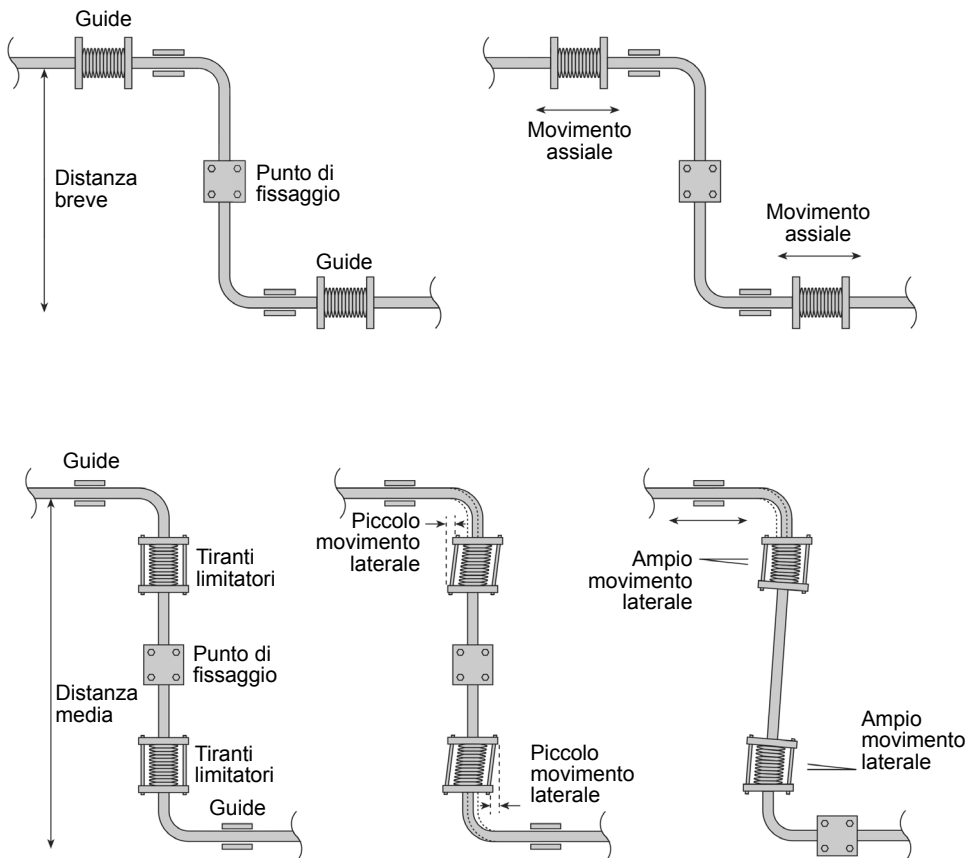 Guide
Distanza
breve
Punto di
fissaggio
Guide
Movimento
assiale
Movimento
assiale
Guide
Tiranti
limitatori
Punto di
fissaggio
Distanza
media
Tiranti
limitatori
Guide
Piccolo
movimento
laterale
Piccolo
movimento
laterale
Ampio
movimento
laterale
Ampio
movimento
laterale